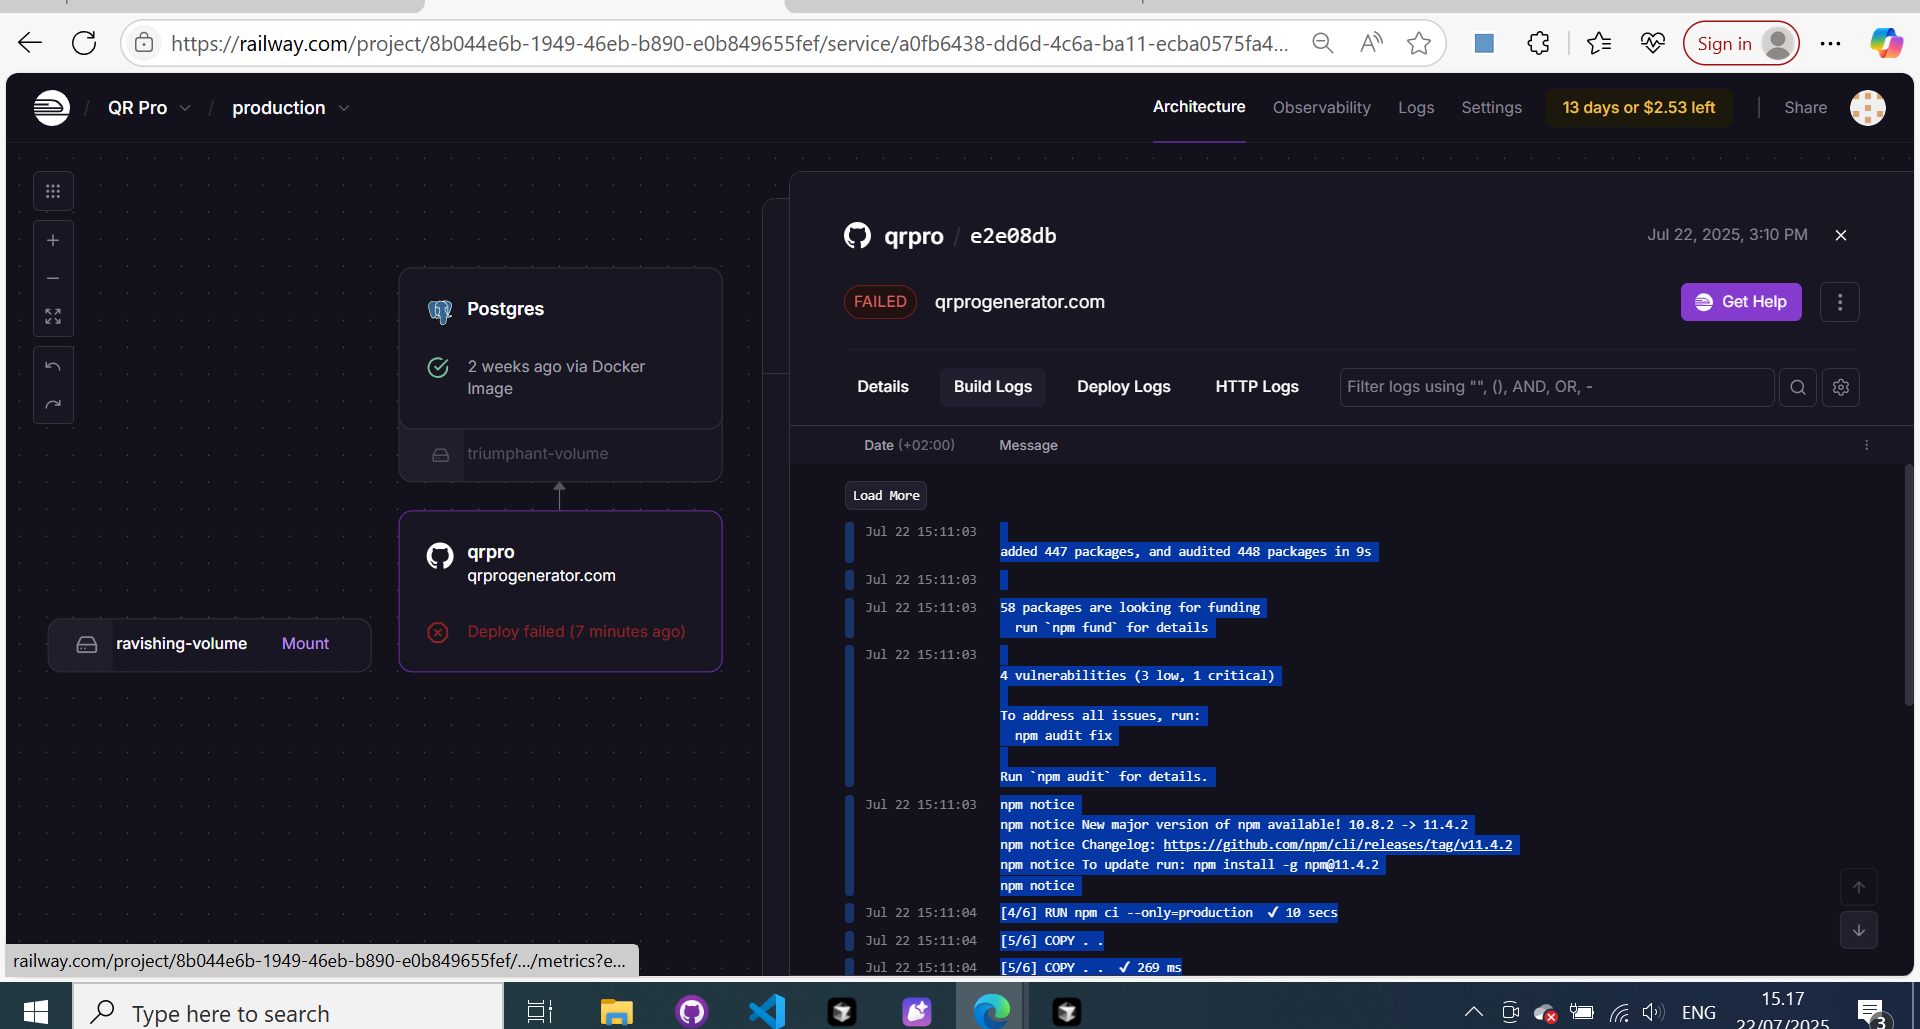 https://railway.com/project/8b044e6b-1949-46eb-b890-e0b849655fef/service/a0fb6438-dd6d-4c6a-ba11-ecba0575fa4...
Sign in
/ QR Pro / production
Architecture Observability Logs Settings 13 days or $2.53 left Share
qrpro / e2e08db
Jul 22, 2025, 3:10 PM
FAILED qrprogenerator.com
Get Help
Postgres
2 weeks ago via Docker
Image
triumphant-volume
qrpro
qrprogenerator.com
Deploy failed (7 minutes ago)
ravishing-volume Mount
Details Build Logs Deploy Logs HTTP Logs Filter logs using "", (), AND, OR, -
Date (+02:00) Message
Load More
Jul 22 15:11:03
added 447 packages, and audited 448 packages in 9s
Jul 22 15:11:03
Jul 22 15:11:03 58 packages are looking for funding
run `npm fund` for details
Jul 22 15:11:03
4 vulnerabilities (3 low, 1 critical)
To address all issues, run:
npm audit fix
Run `npm audit` for details.
Jul 22 15:11:03 npm notice
npm notice New major version of npm available! 10.8.2 -> 11.4.2
npm notice Changelog: https://github.com/npm/cli/releases/tag/v11.4.2
npm notice To update run: npm install -g npm@11.4.2
npm notice
Jul 22 15:11:04 [4/6] RUN npm ci --only=production ✔ 10 secs
Jul 22 15:11:04 [5/6] COPY . .
Jul 22 15:11:04 [5/6] COPY . . ✔ 269 ms
railway.com/project/8b044e6b-1949-46eb-b890-e0b849655fef/.../metrics?e...
Type here to search
ENG
15.17
22/07/2025
3